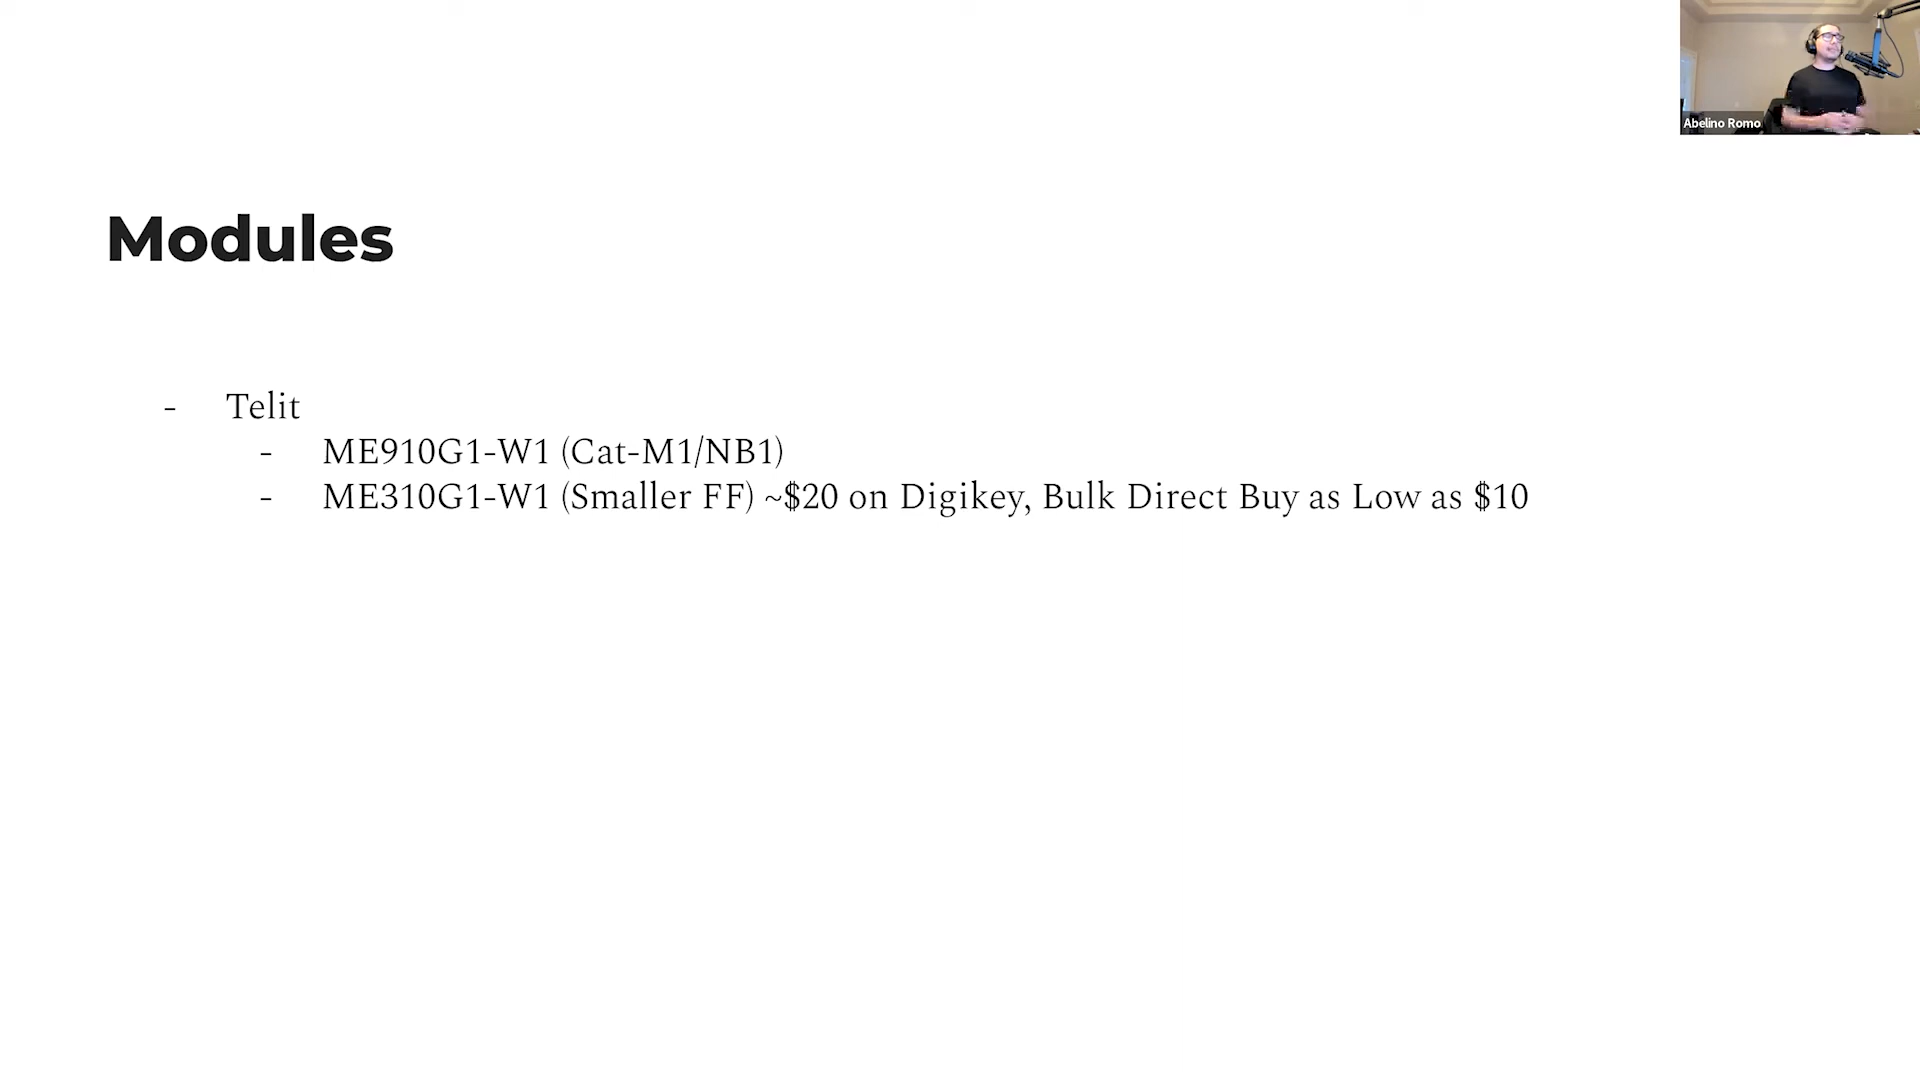 Abelino Romo
Modules
- Telit
- ME910G1-W1 (Cat-M1/NB1)
- ME310G1-W1 (Smaller FF) ~$20 on Digikey, Bulk Direct Buy as Low as $10